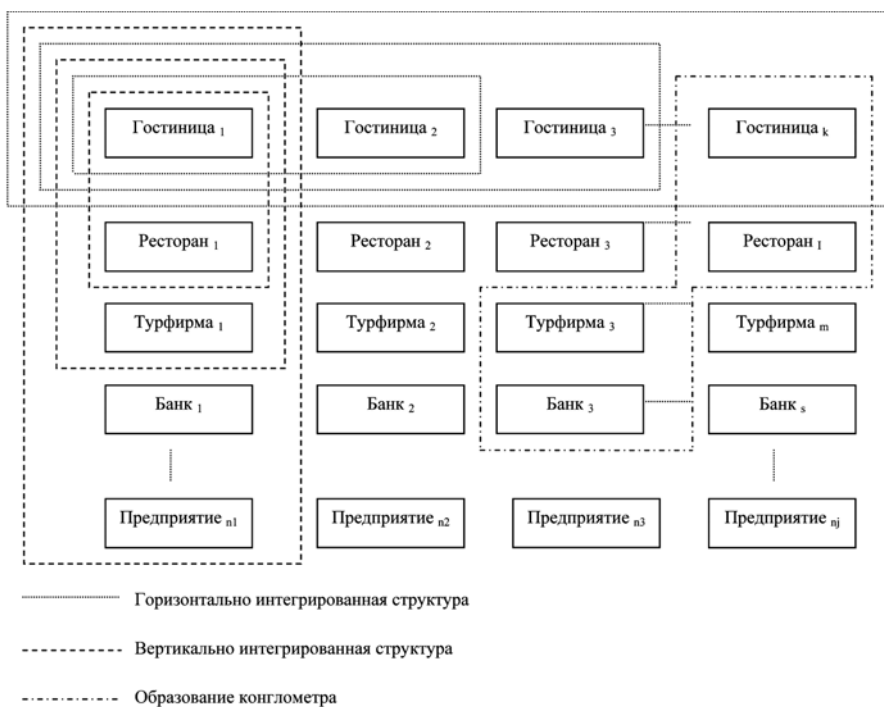 Гостиница 1 Гостиница 2 Гостиница 3 Гостиница k
Ресторан 1 Ресторан 2 Ресторан 3 Ресторан I
Турфирма 1 Турфирма 2 Турфирма 3 Турфирма m
Банк 1 Банк 2 Банк 3 Банк s
Предприятие n1 Предприятие n2 Предприятие n3 Предприятие nj
Горизонтально интегрированная структура
Вертикально интегрированная структура
Образование конглометра